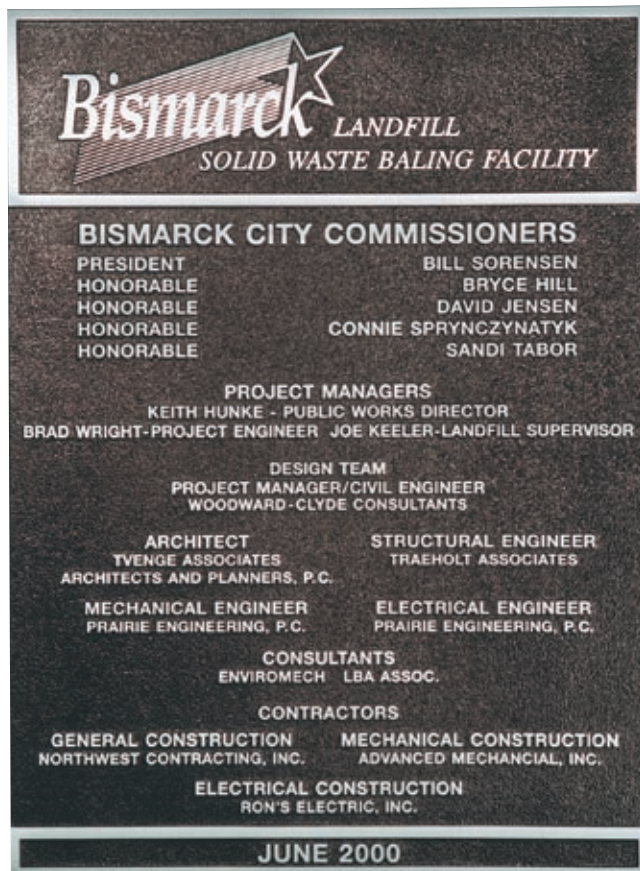 Bismarck LANDFILL
SOLID WASTE BALING FACILITY
BISMARCK CITY COMMISSIONERS
PRESIDENT BILL SORENSEN
HONORABLE BRYCE HILL
HONORABLE DAVID JENSEN
HONORABLE CONNIE SPRYNCZYNATYK
HONORABLE SANDI TABOR
PROJECT MANAGERS
KEITH HUNKE - PUBLIC WORKS DIRECTOR
BRAD WRIGHT-PROJECT ENGINEER JOE KEELER-LANDFILL SUPERVISOR
DESIGN TEAM
PROJECT MANAGER/CIVIL ENGINEER
WOODWARD-CLYDE CONSULTANTS
ARCHITECT STRUCTURAL ENGINEER
TVENGE ASSOCIATES TRAEHOLT ASSOCIATES
ARCHITECTS AND PLANNERS, P.C.
MECHANICAL ENGINEER ELECTRICAL ENGINEER
PRAIRIE ENGINEERING, P.C. PRAIRIE ENGINEERING, P.C.
CONSULTANTS
ENVIROMECH LBA ASSOC.
CONTRACTORS
GENERAL CONSTRUCTION MECHANICAL CONSTRUCTION
NORTHWEST CONTRACTING, INC. ADVANCED MECHANCIAL, INC.
ELECTRICAL CONSTRUCTION
RON'S ELECTRIC, INC.
JUNE 2000